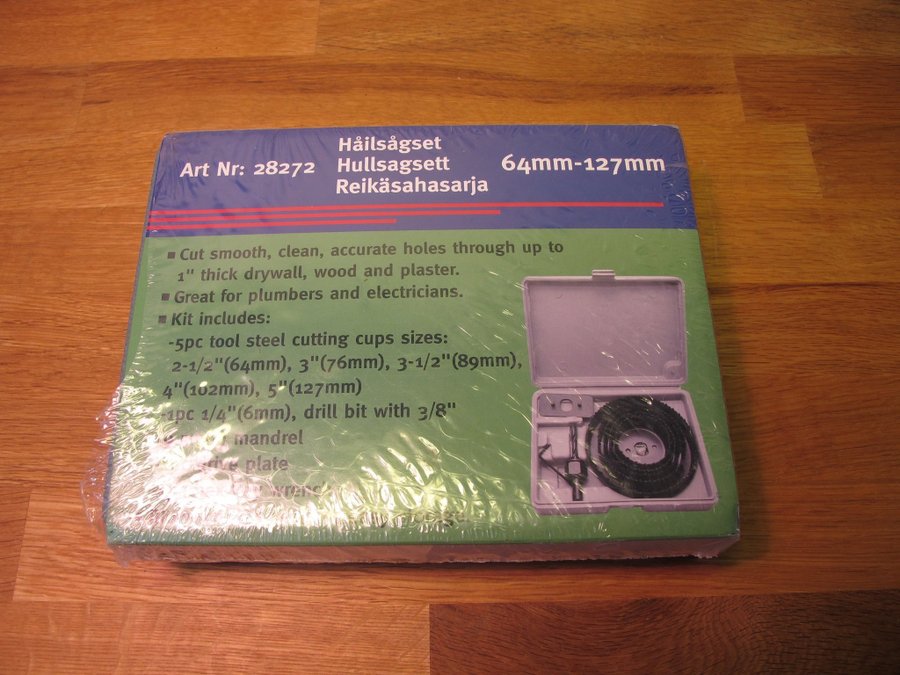 Art Nr: 28272
Håilsågset
Hullsagsett
Reikäsahasarja
64mm-127mm
▪ Cut smooth, clean, accurate holes through up to
1" thick drywall, wood and plaster.
▪ Great for plumbers and electricians.
▪ Kit includes:
-5pc tool steel cutting cups sizes:
2-1/2"(64mm), 3"(76mm), 3-1/2"(89mm),
4"(102mm), 5"(127mm)
-1pc 1/4"(6mm), drill bit with 3/8"
mandrel
plate